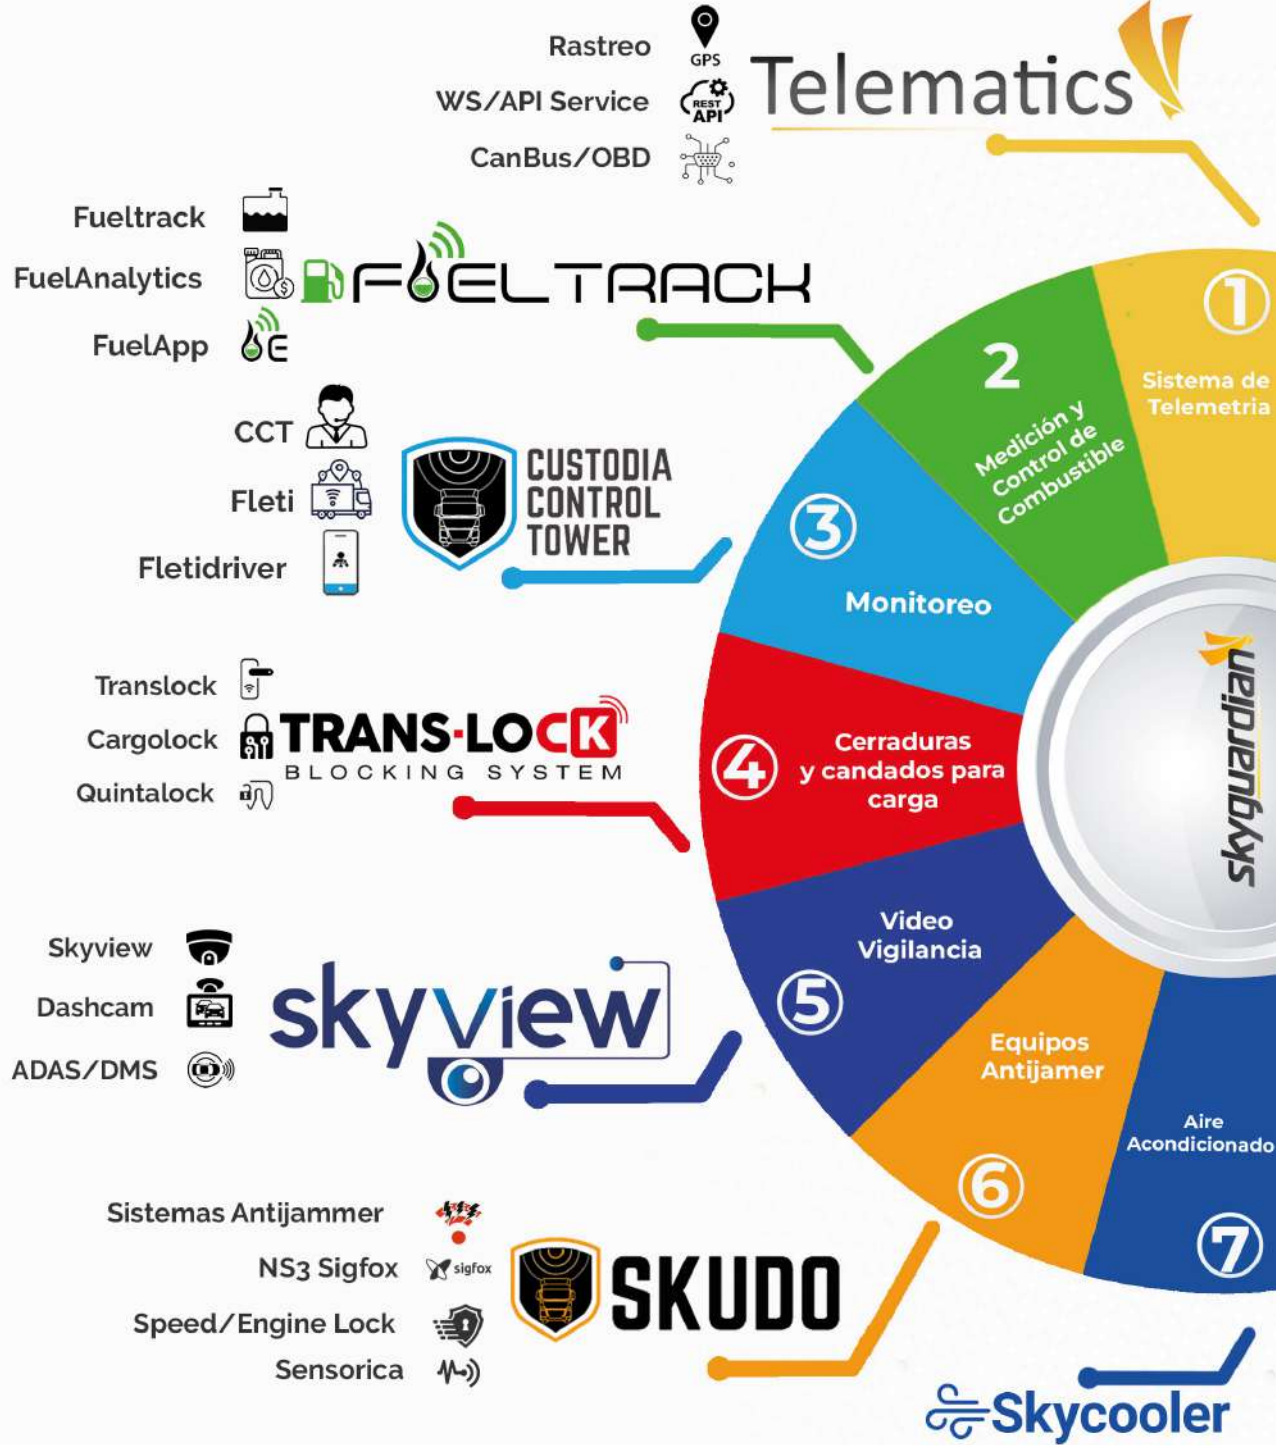 Rastreo
GPS
WS/API Service
REST
API
CanBus/OBD
Telematics
Fueltrack
FuelAnalytics
FuelApp
E
FUELTRACK
CCT
Fleti
Fletidriver
CUSTODIA
CONTROL
TOWER
Translock
Cargolock
Quintalock
TRANS-LOCK
BLOCKING SYSTEM
Skyview
Dashcam
ADAS/DMS
skyview
Sistemas Antijammer
NS3 Sigfox
sigfox
Speed/Engine Lock
Sensorica
SKUDO
Skycooler
1
Sistema de
Telemetria
2
Medición y
Control de
Combustible
3
Monitoreo
4
Cerraduras
y candados para
carga
5
Video
Vigilancia
6
Equipos
Antijamer
7
Aire
Acondicionado
skyguardian